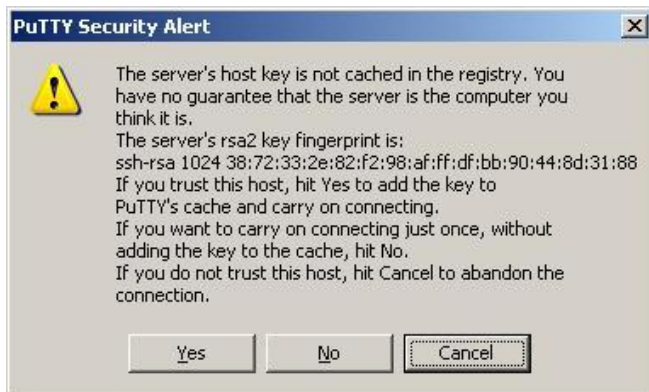 PuTTY Security Alert
The server's host key is not cached in the registry. You
have no guarantee that the server is the computer you
think it is.
The server's rsa2 key fingerprint is:
ssh-rsa 1024 38:72:33:2e:82:f2:98:af:ff:df:bb:90:44:8d:31:88
If you trust this host, hit Yes to add the key to
PuTTY's cache and carry on connecting.
If you want to carry on connecting just once, without
adding the key to the cache, hit No.
If you do not trust this host, hit Cancel to abandon the
connection.
Yes No Cancel